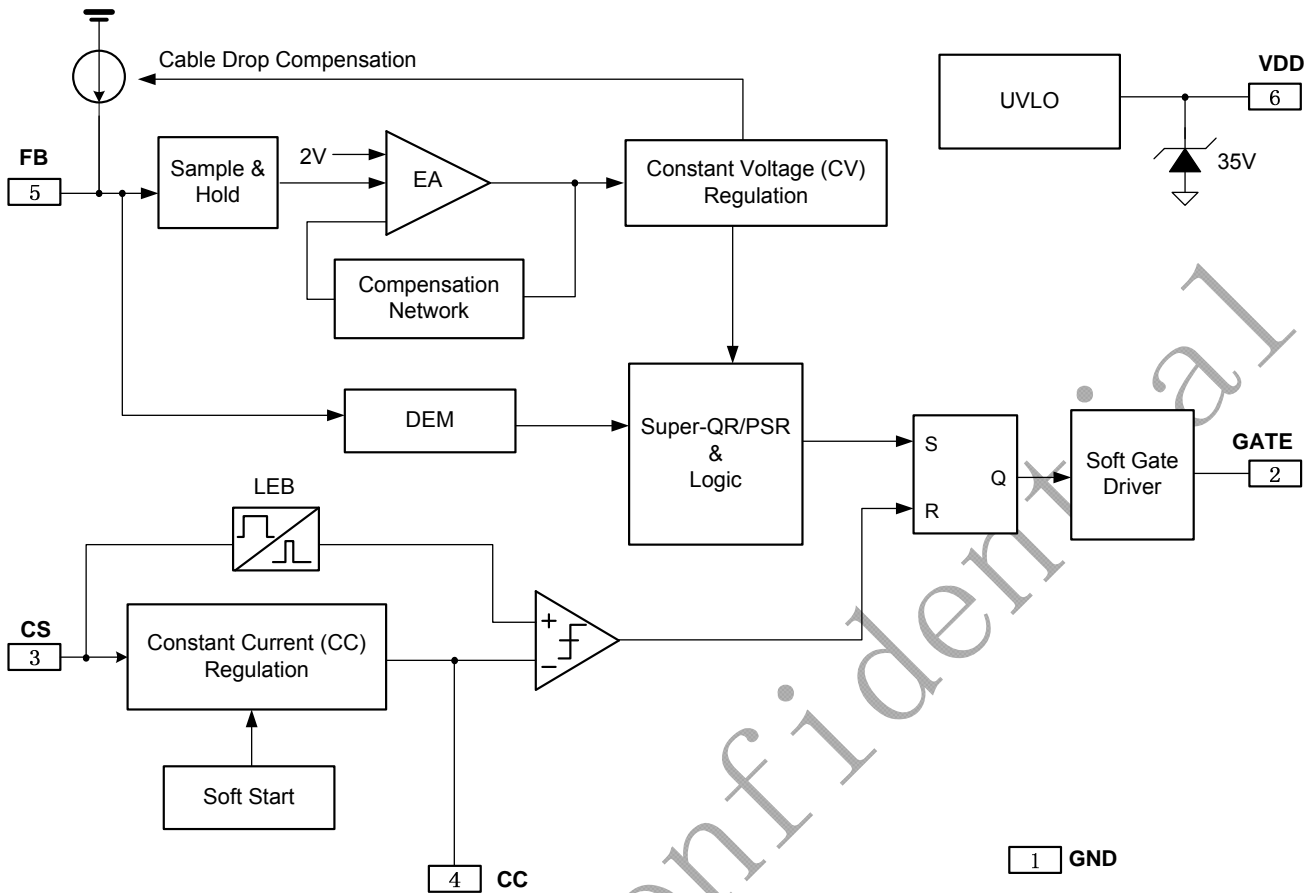 Cable Drop Compensation
VDD
6
UVLO
35V
FB
5
Sample &
Hold
2V
EA
Constant Voltage (CV)
Regulation
Compensation
Network
DEM
Super-QR/PSR
&
Logic
S
R
Q
Soft Gate
Driver
GATE
2
LEB
CS
3
Constant Current (CC)
Regulation
+
−
Soft Start
4
CC
1
GND
onfidential